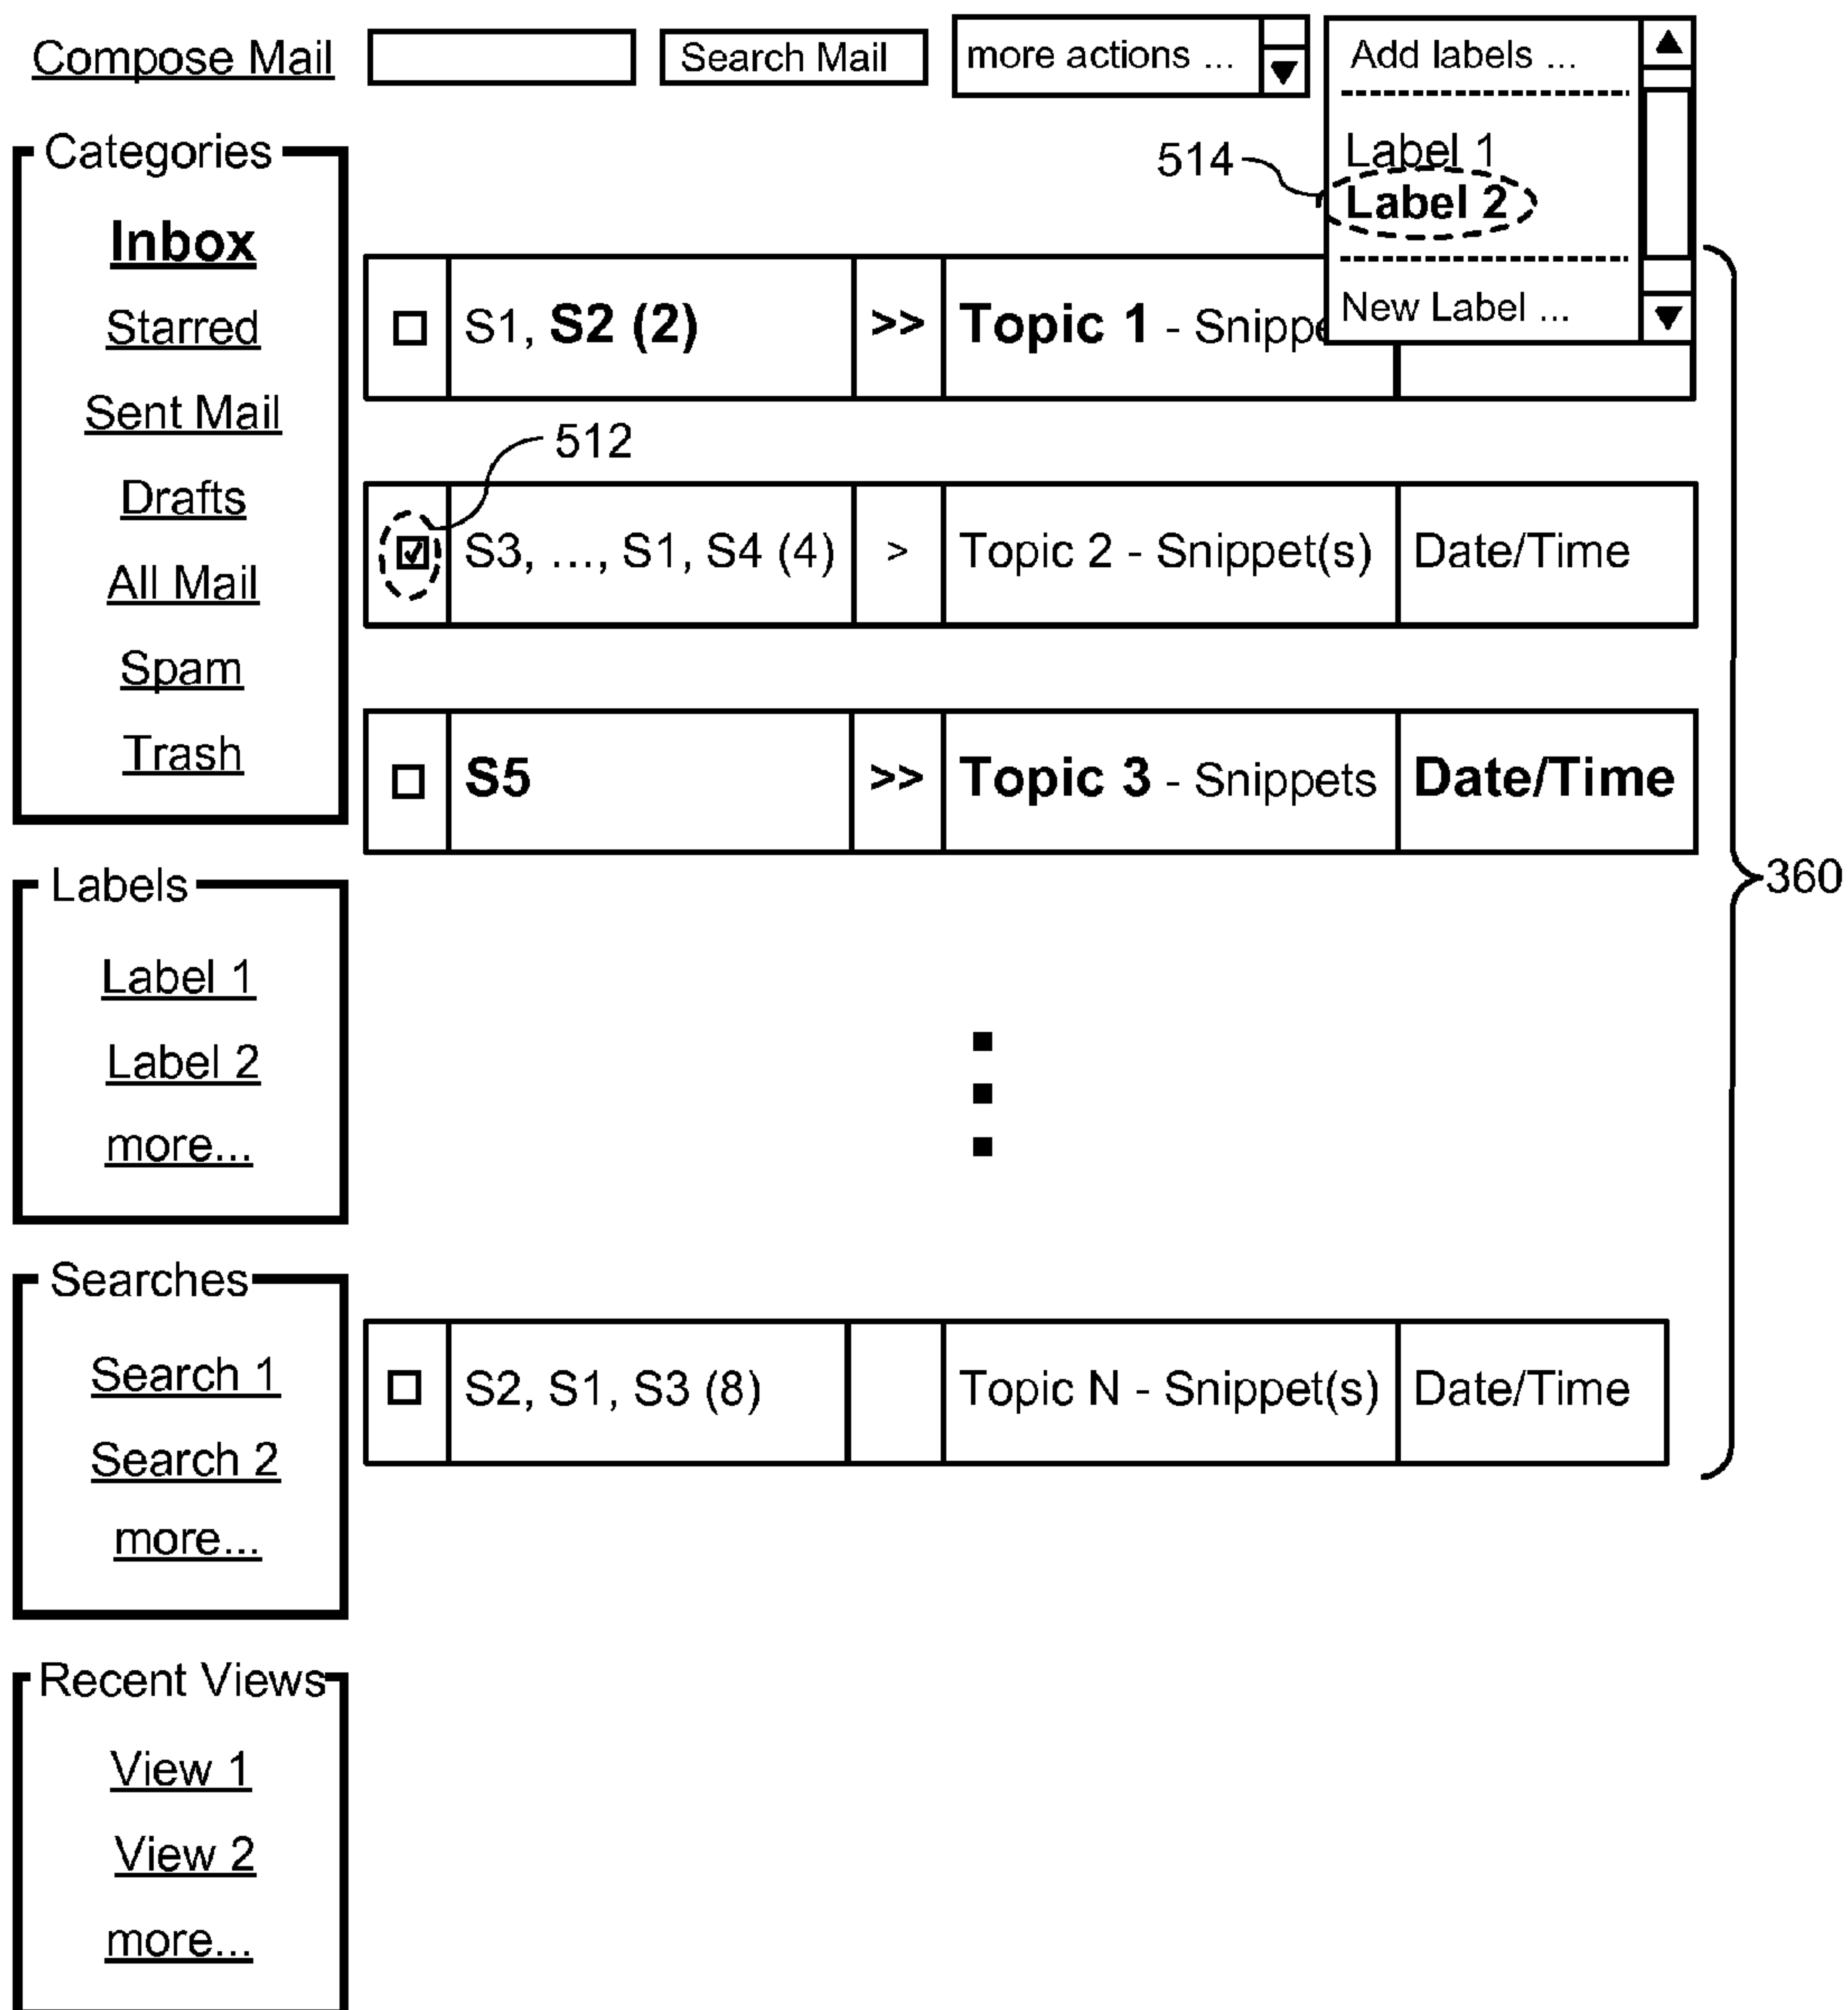 Compose Mail
Search Mail
more actions ...
Add labels ...
Label 1
Label 2
New Label ...
514
Categories
Inbox
Starred
Sent Mail
Drafts
All Mail
Spam
Trash
S1, S2 (2) >> Topic 1 - Snippe
512
S3, ..., S1, S4 (4) > Topic 2 - Snippet(s) Date/Time
S5 >> Topic 3 - Snippets Date/Time
360
Labels
Label 1
Label 2
more...
Searches
Search 1
Search 2
more...
S2, S1, S3 (8) Topic N - Snippet(s) Date/Time
Recent Views
View 1
View 2
more...